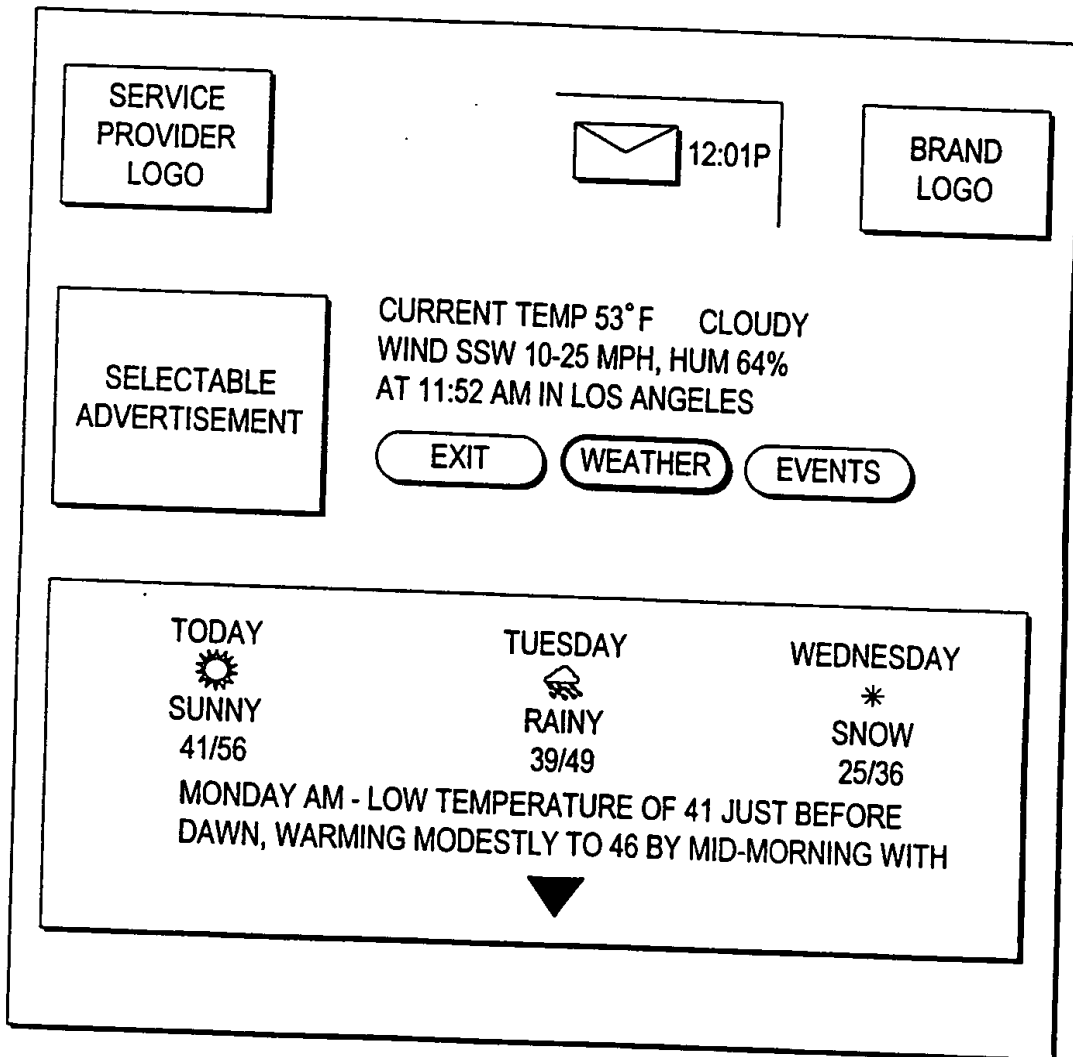 SERVICE
PROVIDER
LOGO
12:01P
BRAND
LOGO
SELECTABLE
ADVERTISEMENT
CURRENT TEMP 53°F CLOUDY
WIND SSW 10-25 MPH, HUM 64%
AT 11:52 AM IN LOS ANGELES
EXIT
WEATHER
EVENTS
TODAY
SUNNY
41/56
TUESDAY
RAINY
39/49
WEDNESDAY
SNOW
25/36
MONDAY AM - LOW TEMPERATURE OF 41 JUST BEFORE
DAWN, WARMING MODESTLY TO 46 BY MID-MORNING WITH